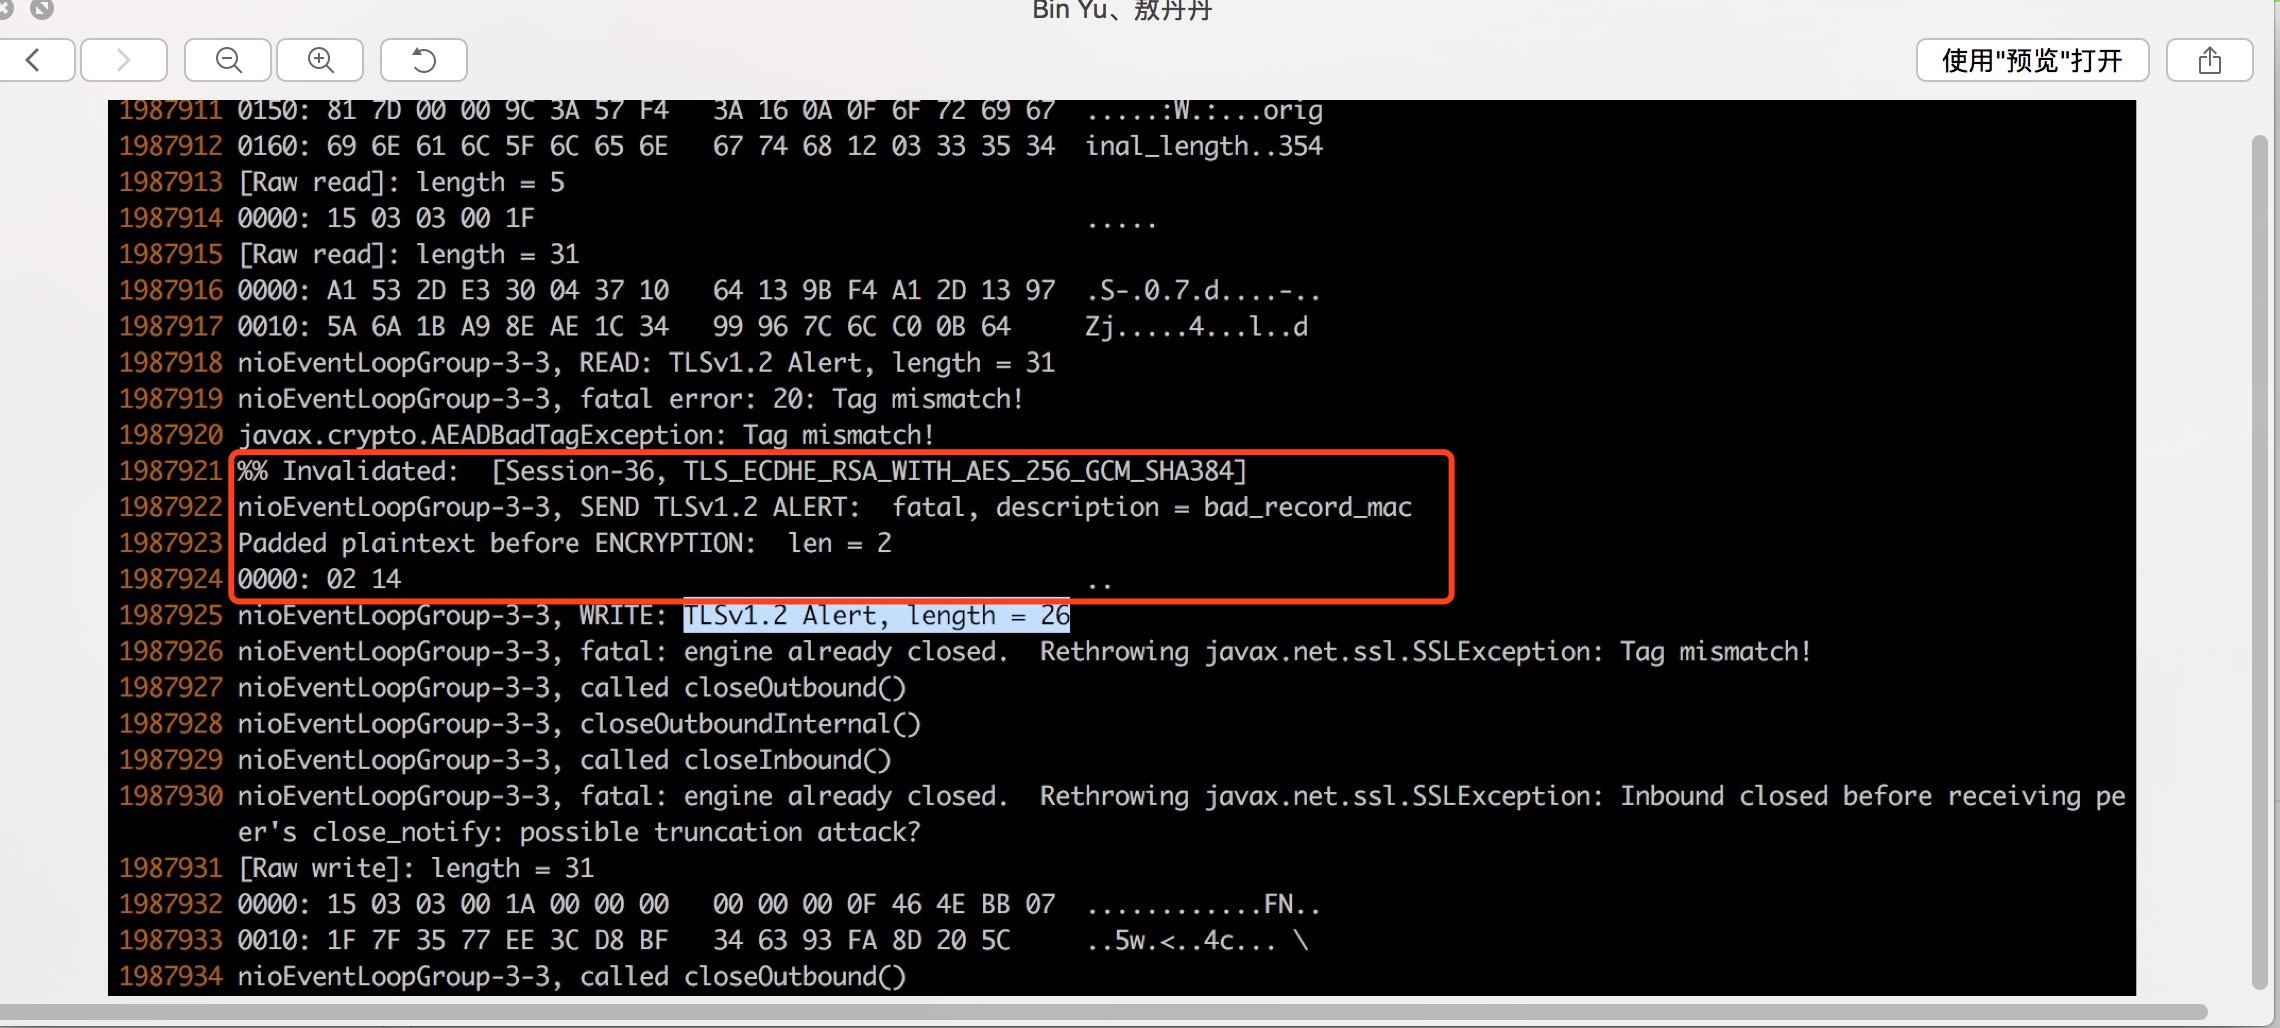 Bin Yu、敖丹丹
使用"预览"打开
1987911 0150: 81 7D 00 00 9C 3A 57 F4   3A 16 0A 0F 6F 72 69 67  .....:W.:...orig
1987912 0160: 69 6E 61 6C 5F 6C 65 6E   67 74 68 12 03 33 35 34  inal_length..354
1987913 [Raw read]: length = 5
1987914 0000: 15 03 03 00 1F                                     .....
1987915 [Raw read]: length = 31
1987916 0000: A1 53 2D E3 30 04 37 10   64 13 9B F4 A1 2D 13 97  .S-.0.7.d....-..
1987917 0010: 5A 6A 1B A9 8E AE 1C 34   99 96 7C 6C C0 0B 64     Zj.....4...l..d
1987918 nioEventLoopGroup-3-3, READ: TLSv1.2 Alert, length = 31
1987919 nioEventLoopGroup-3-3, fatal error: 20: Tag mismatch!
1987920 javax.crypto.AEADBadTagException: Tag mismatch!
1987921 %% Invalidated:  [Session-36, TLS_ECDHE_RSA_WITH_AES_256_GCM_SHA384]
1987922 nioEventLoopGroup-3-3, SEND TLSv1.2 ALERT:  fatal, description = bad_record_mac
1987923 Padded plaintext before ENCRYPTION:  len = 2
1987924 0000: 02 14                                              ..
1987925 nioEventLoopGroup-3-3, WRITE: TLSv1.2 Alert, length = 26
1987926 nioEventLoopGroup-3-3, fatal: engine already closed.  Rethrowing javax.net.ssl.SSLException: Tag mismatch!
1987927 nioEventLoopGroup-3-3, called closeOutbound()
1987928 nioEventLoopGroup-3-3, closeOutboundInternal()
1987929 nioEventLoopGroup-3-3, called closeInbound()
1987930 nioEventLoopGroup-3-3, fatal: engine already closed.  Rethrowing javax.net.ssl.SSLException: Inbound closed before receiving pe
er's close_notify: possible truncation attack?
1987931 [Raw write]: length = 31
1987932 0000: 15 03 03 00 1A 00 00 00   00 00 00 0F 46 4E BB 07  ............FN..
1987933 0010: 1F 7F 35 77 EE 3C D8 BF   34 63 93 FA 8D 20 5C     ..5w.<..4c... \
1987934 nioEventLoopGroup-3-3, called closeOutbound()